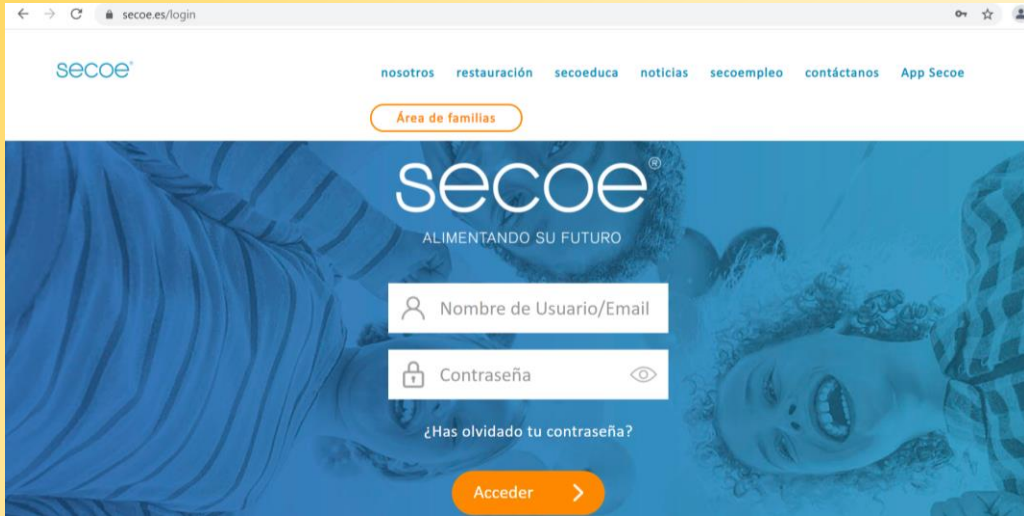 secoe.es/login
secoe®
nosotros restauración secoeduca noticias secoempleo contáctanos App Secoe
Área de familias
secoe®
ALIMENTANDO SU FUTURO
Nombre de Usuario/Email
Contraseña
¿Has olvidado tu contraseña?
Acceder